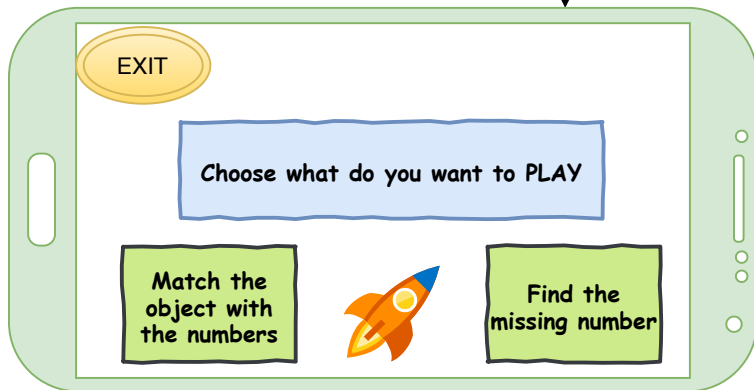 EXIT
Choose what do you want to PLAY
Match the
object with
the numbers
Find the
missing number